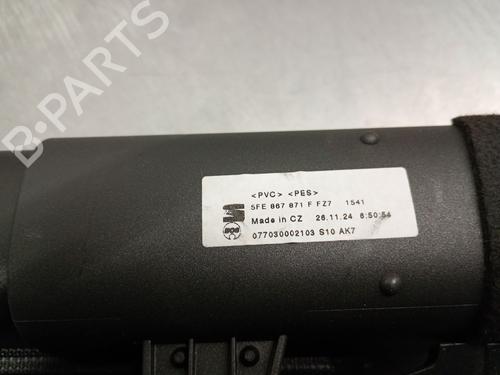 B-PARTS
<PVC> <PES>
5FE 867 871 F FZ7 1541
Made in CZ 26.11.24 6:50:54
077030002103 S10 AK7